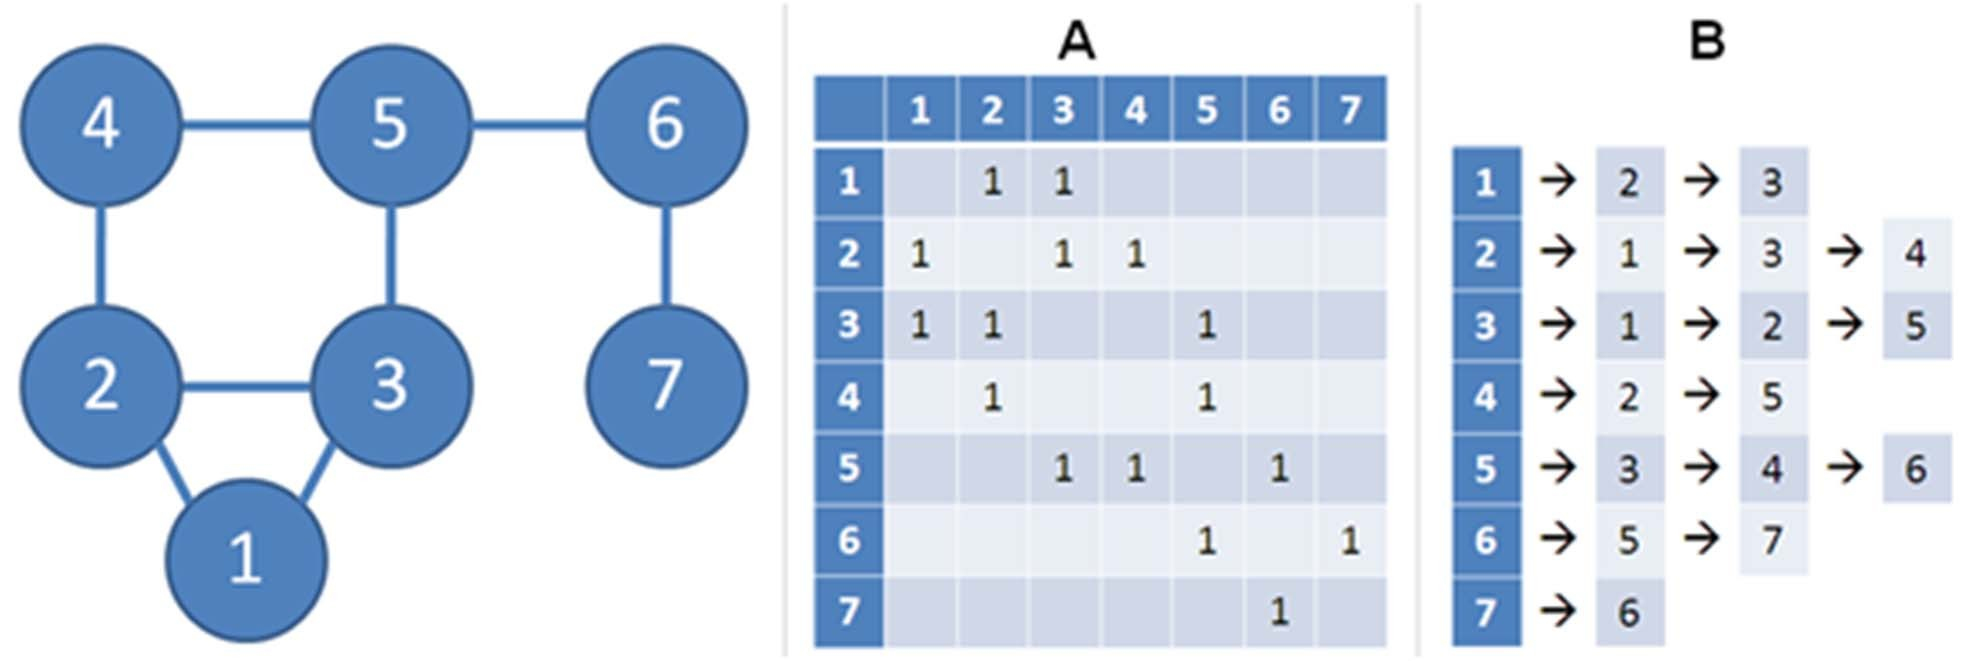 4 5 6
2 3 7
1
A
1 2 3 4 5 6 7
1 1 1
2 1 1 1
3 1 1 1
4 1 1
5 1 1 1
6 1 1
7 1
B
1 → 2 → 3
2 → 1 → 3 → 4
3 → 1 → 2 → 5
4 → 2 → 5
5 → 3 → 4 → 6
6 → 5 → 7
7 → 6